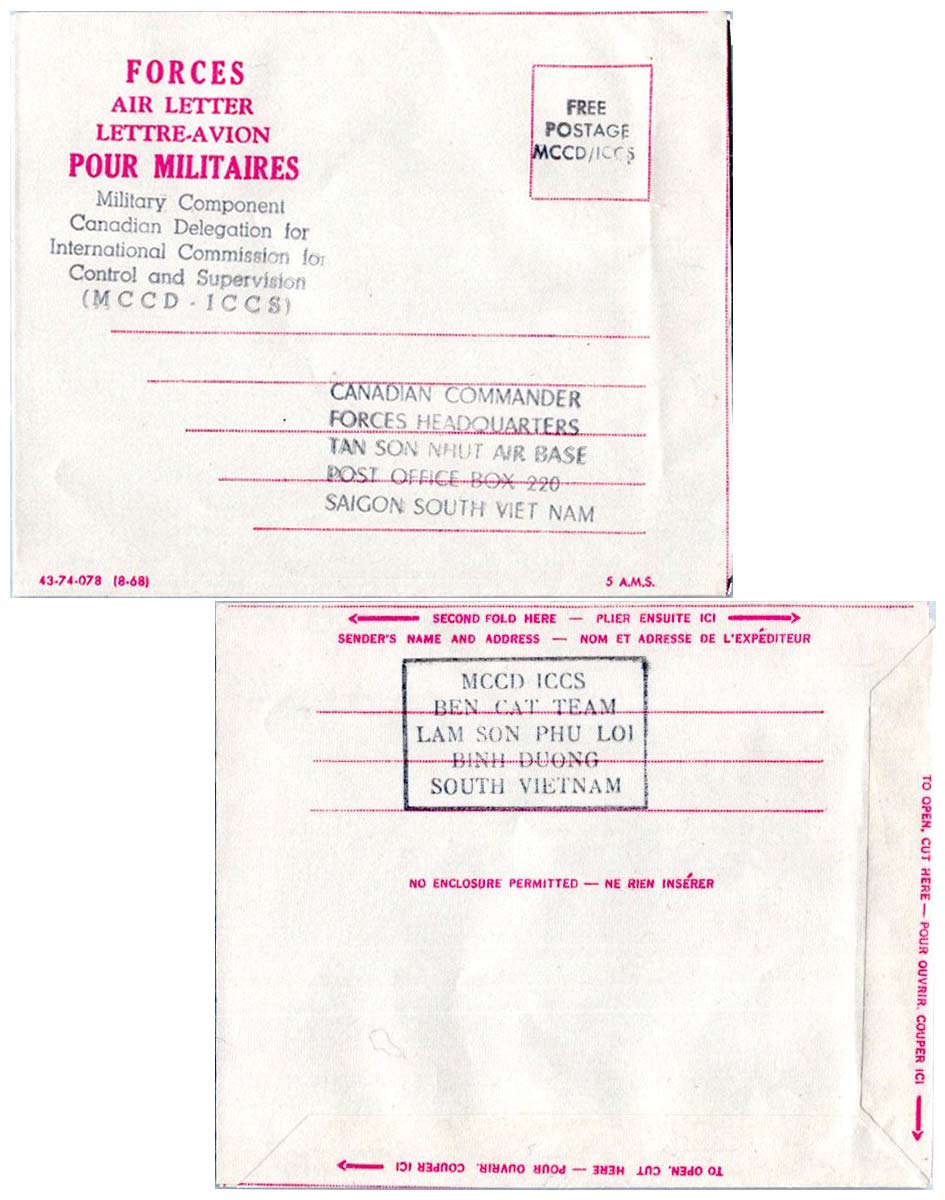 FORCES
AIR LETTER
LETTRE-AVION
POUR MILITAIRES
Military Component
Canadian Delegation for
International Commission for
Control and Supervision
(MCCD - ICCS)
FREE
POSTAGE
MCCD/ICCS
CANADIAN COMMANDER
FORCES HEADQUARTERS
TAN SON NHUT AIR BASE
POST OFFICE BOX 220
SAIGON SOUTH VIET NAM
43-74-078 (8-68)
5 A.M.S.
SECOND FOLD HERE — PLIER ENSUITE ICI
SENDER'S NAME AND ADDRESS — NOM ET ADRESSE DE L'EXPÉDITEUR
MCCD ICCS
BEN CAT TEAM
LAM SON PHU LOI
BINH DUONG
SOUTH VIETNAM
NO ENCLOSURE PERMITTED — NE RIEN INSÉRER
TO OPEN, CUT HERE — POUR OUVRIR, COUPER ICI
TO OPEN, CUT HERE — POUR OUVRIR, COUPER ICI